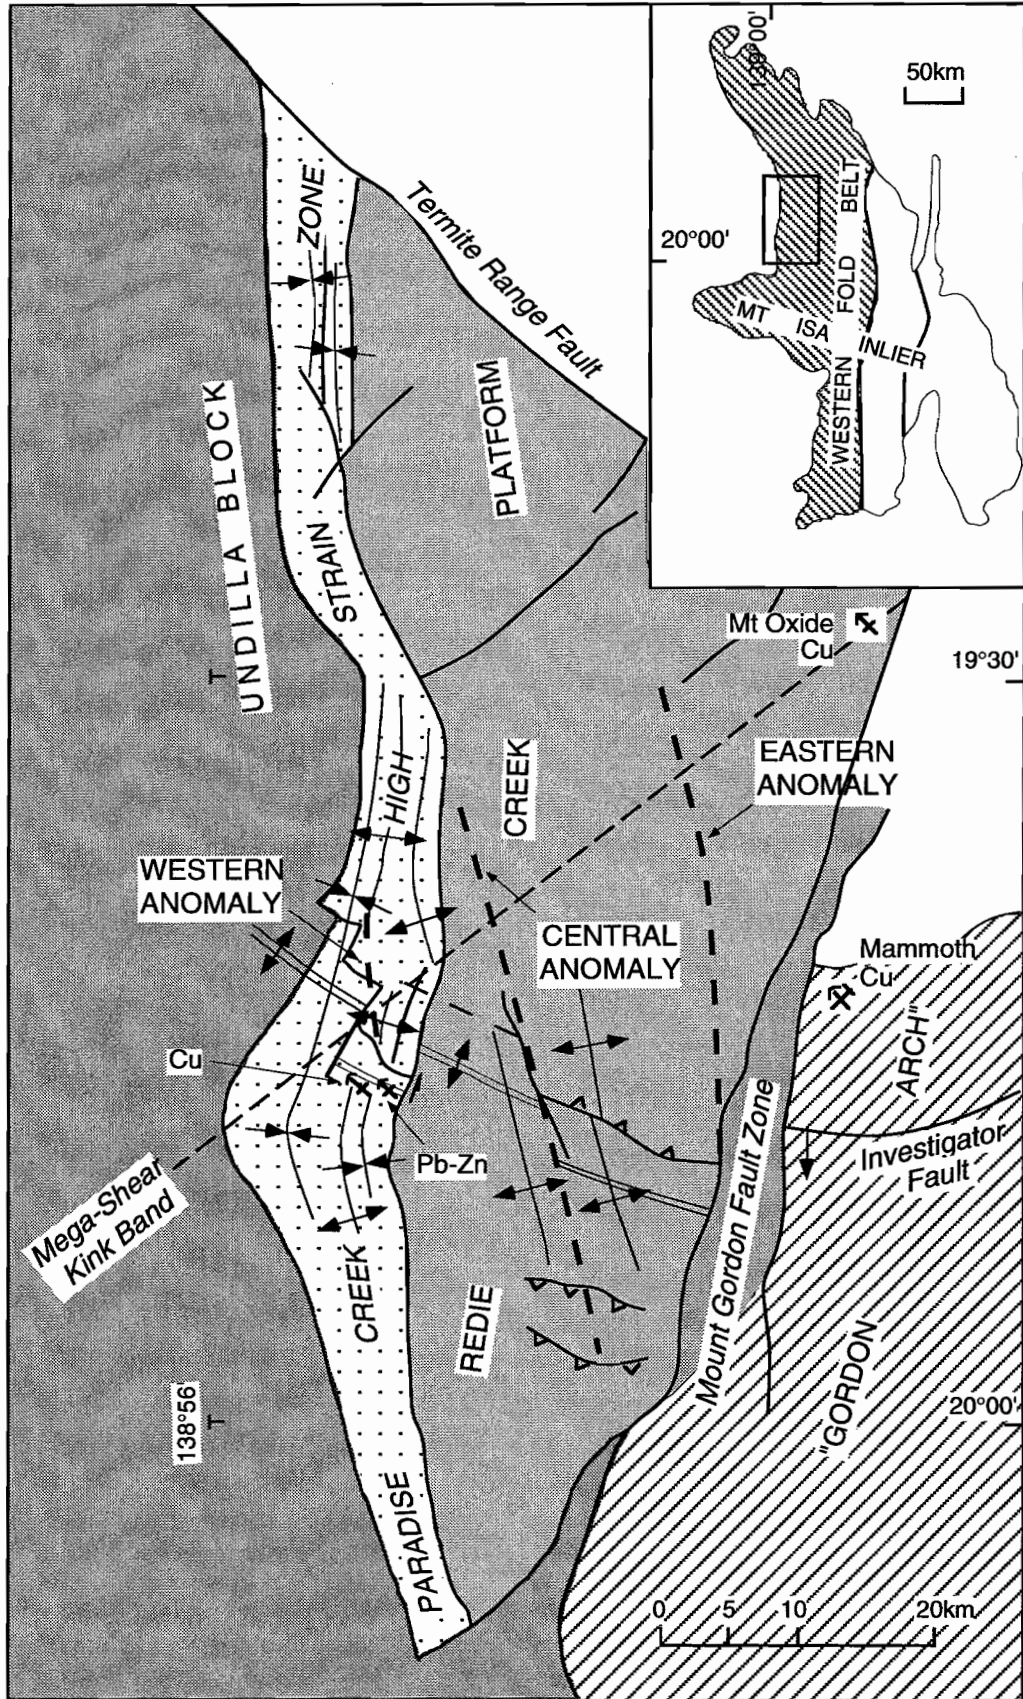 39°00'
50km
20°00'
WESTERN FOLD BELT
MT ISA INLIER
ZONE
Termite Range Fault
PLATFORM
UNDILLA BLOCK
STRAIN
Mt Oxide
Cu
19°30'
HIGH
CREEK
EASTERN
ANOMALY
WESTERN
ANOMALY
CENTRAL
ANOMALY
Mammoth
Cu
Cu
ARCH"
Pb-Zn
Investigator
Fault
Mega-Shear
Kink Band
CREEK
REDIE
Mount Gordon Fault Zone
"GORDON
138°56'
20°00'
PARADISE
0 5 10 20km